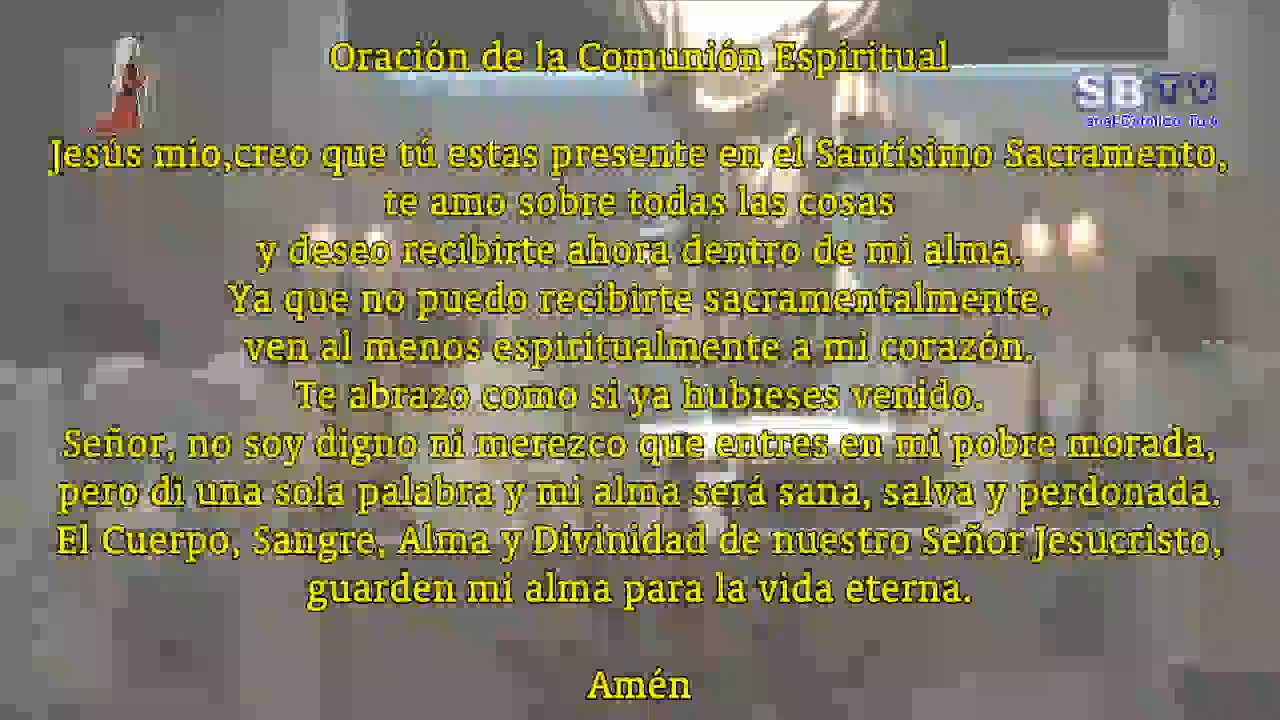 Oración de la Comunión Espiritual
SBTV
Jesús mío,creo que tú estas presente en el Santísimo Sacramento,
te amo sobre todas las cosas
y deseo recibirte ahora dentro de mi alma.
Ya que no puedo recibirte sacramentalmente,
ven al menos espiritualmente a mi corazón.
Te abrazo como si ya hubieses venido.
Señor, no soy digno ni merezco que entres en mi pobre morada,
pero di una sola palabra y mi alma será sana, salva y perdonada.
El Cuerpo, Sangre, Alma y Divinidad de nuestro Señor Jesucristo,
guarden mi alma para la vida eterna.
Amén